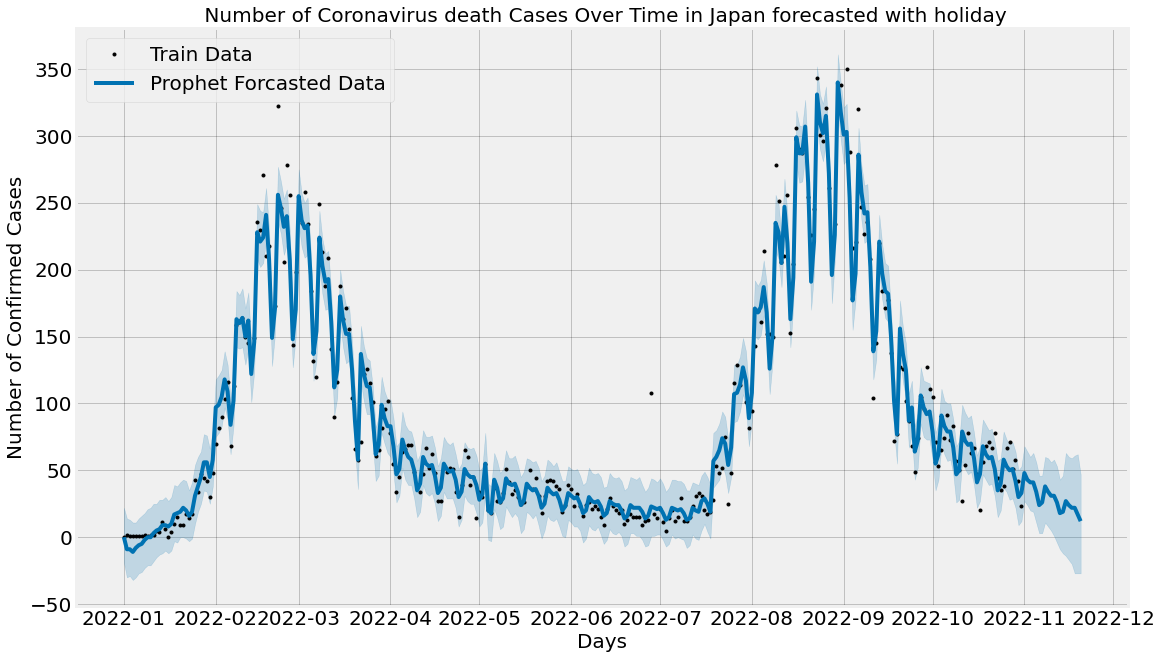 Number of Coronavirus death Cases Over Time in Japan forecasted with holiday
Train Data
Prophet Forcasted Data
Number of Confirmed Cases
350
300
250
200
150
100
50
0
−50
2022-01 2022-02 2022-03 2022-04 2022-05 2022-06 2022-07 2022-08 2022-09 2022-10 2022-11 2022-12
Days